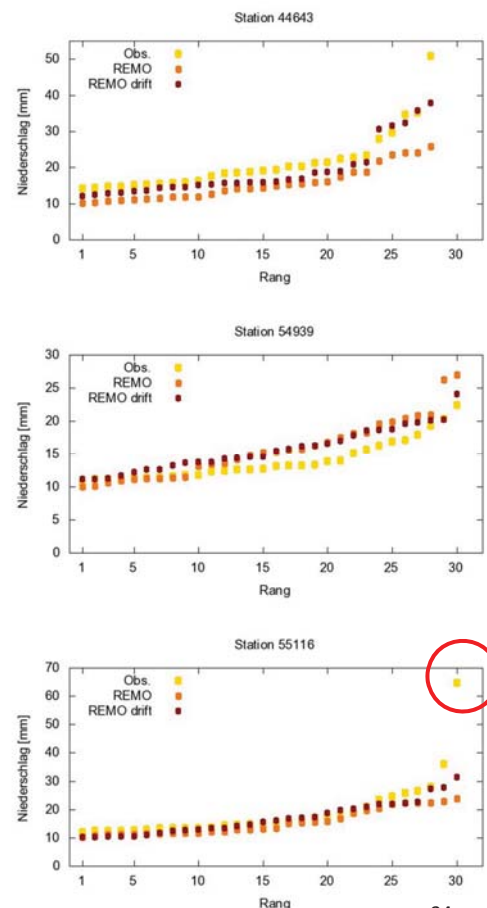 Station 44643
Niederschlag [mm]
50
40
30
20
10
0
Obs.
REMO
REMO drift
1 5 10 15 20 25 30
Rang
Station 54939
Niederschlag [mm]
30
25
20
15
10
5
0
Obs.
REMO
REMO drift
1 5 10 15 20 25 30
Rang
Station 55116
Niederschlag [mm]
70
60
50
40
30
20
10
0
Obs.
REMO
REMO drift
1 5 10 15 20 25 30
Rang